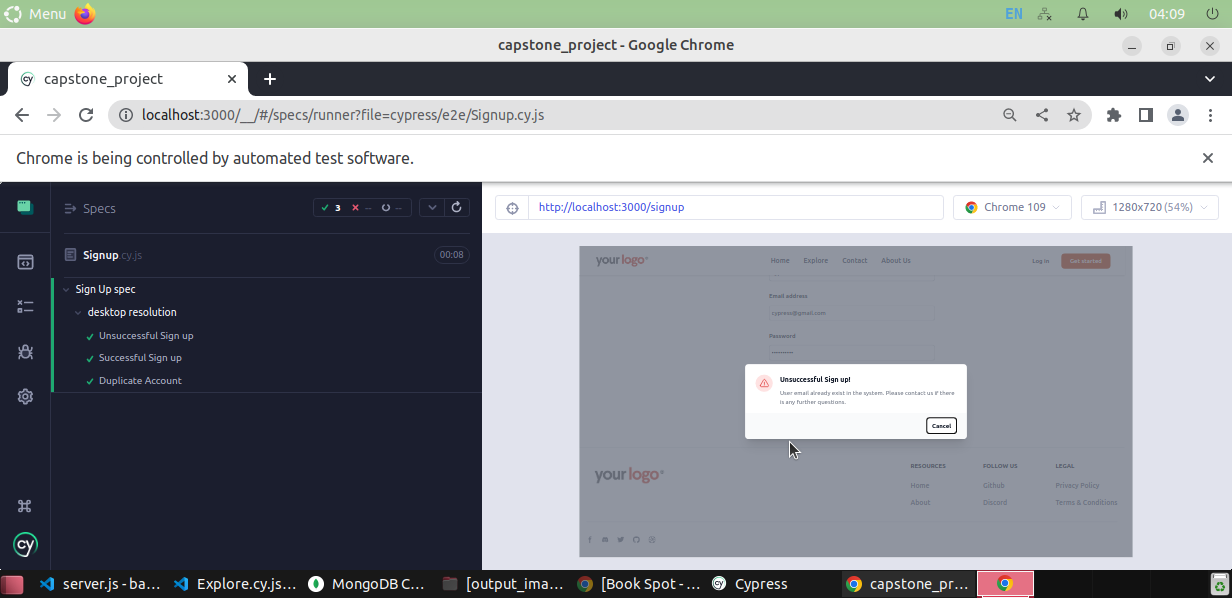 Menu
EN
04:09
capstone_project - Google Chrome
cy capstone_project
localhost:3000/__/#/specs/runner?file=cypress/e2e/Signup.cy.js
Chrome is being controlled by automated test software.
Specs
3 -- --
http://localhost:3000/signup
Chrome 109
1280x720 (54%)
Signup.cy.js
00:08
Sign Up spec
desktop resolution
Unsuccessful Sign up
Successful Sign up
Duplicate Account
cy
yourlogo
Home Explore Contact About Us
Log in
Get started
Email address
cypress@gmail.com
Password
Unsuccessful Sign up!
User email already exist in the system. Please contact us if there
is any further questions.
Cancel
yourlogo
RESOURCES FOLLOW US LEGAL
Home Github Privacy Policy
About Discord Terms & Conditions
server.js - ba...
Explore.cy.js...
MongoDB C...
[output_ima...
[Book Spot - ...
cy Cypress
capstone_pr...